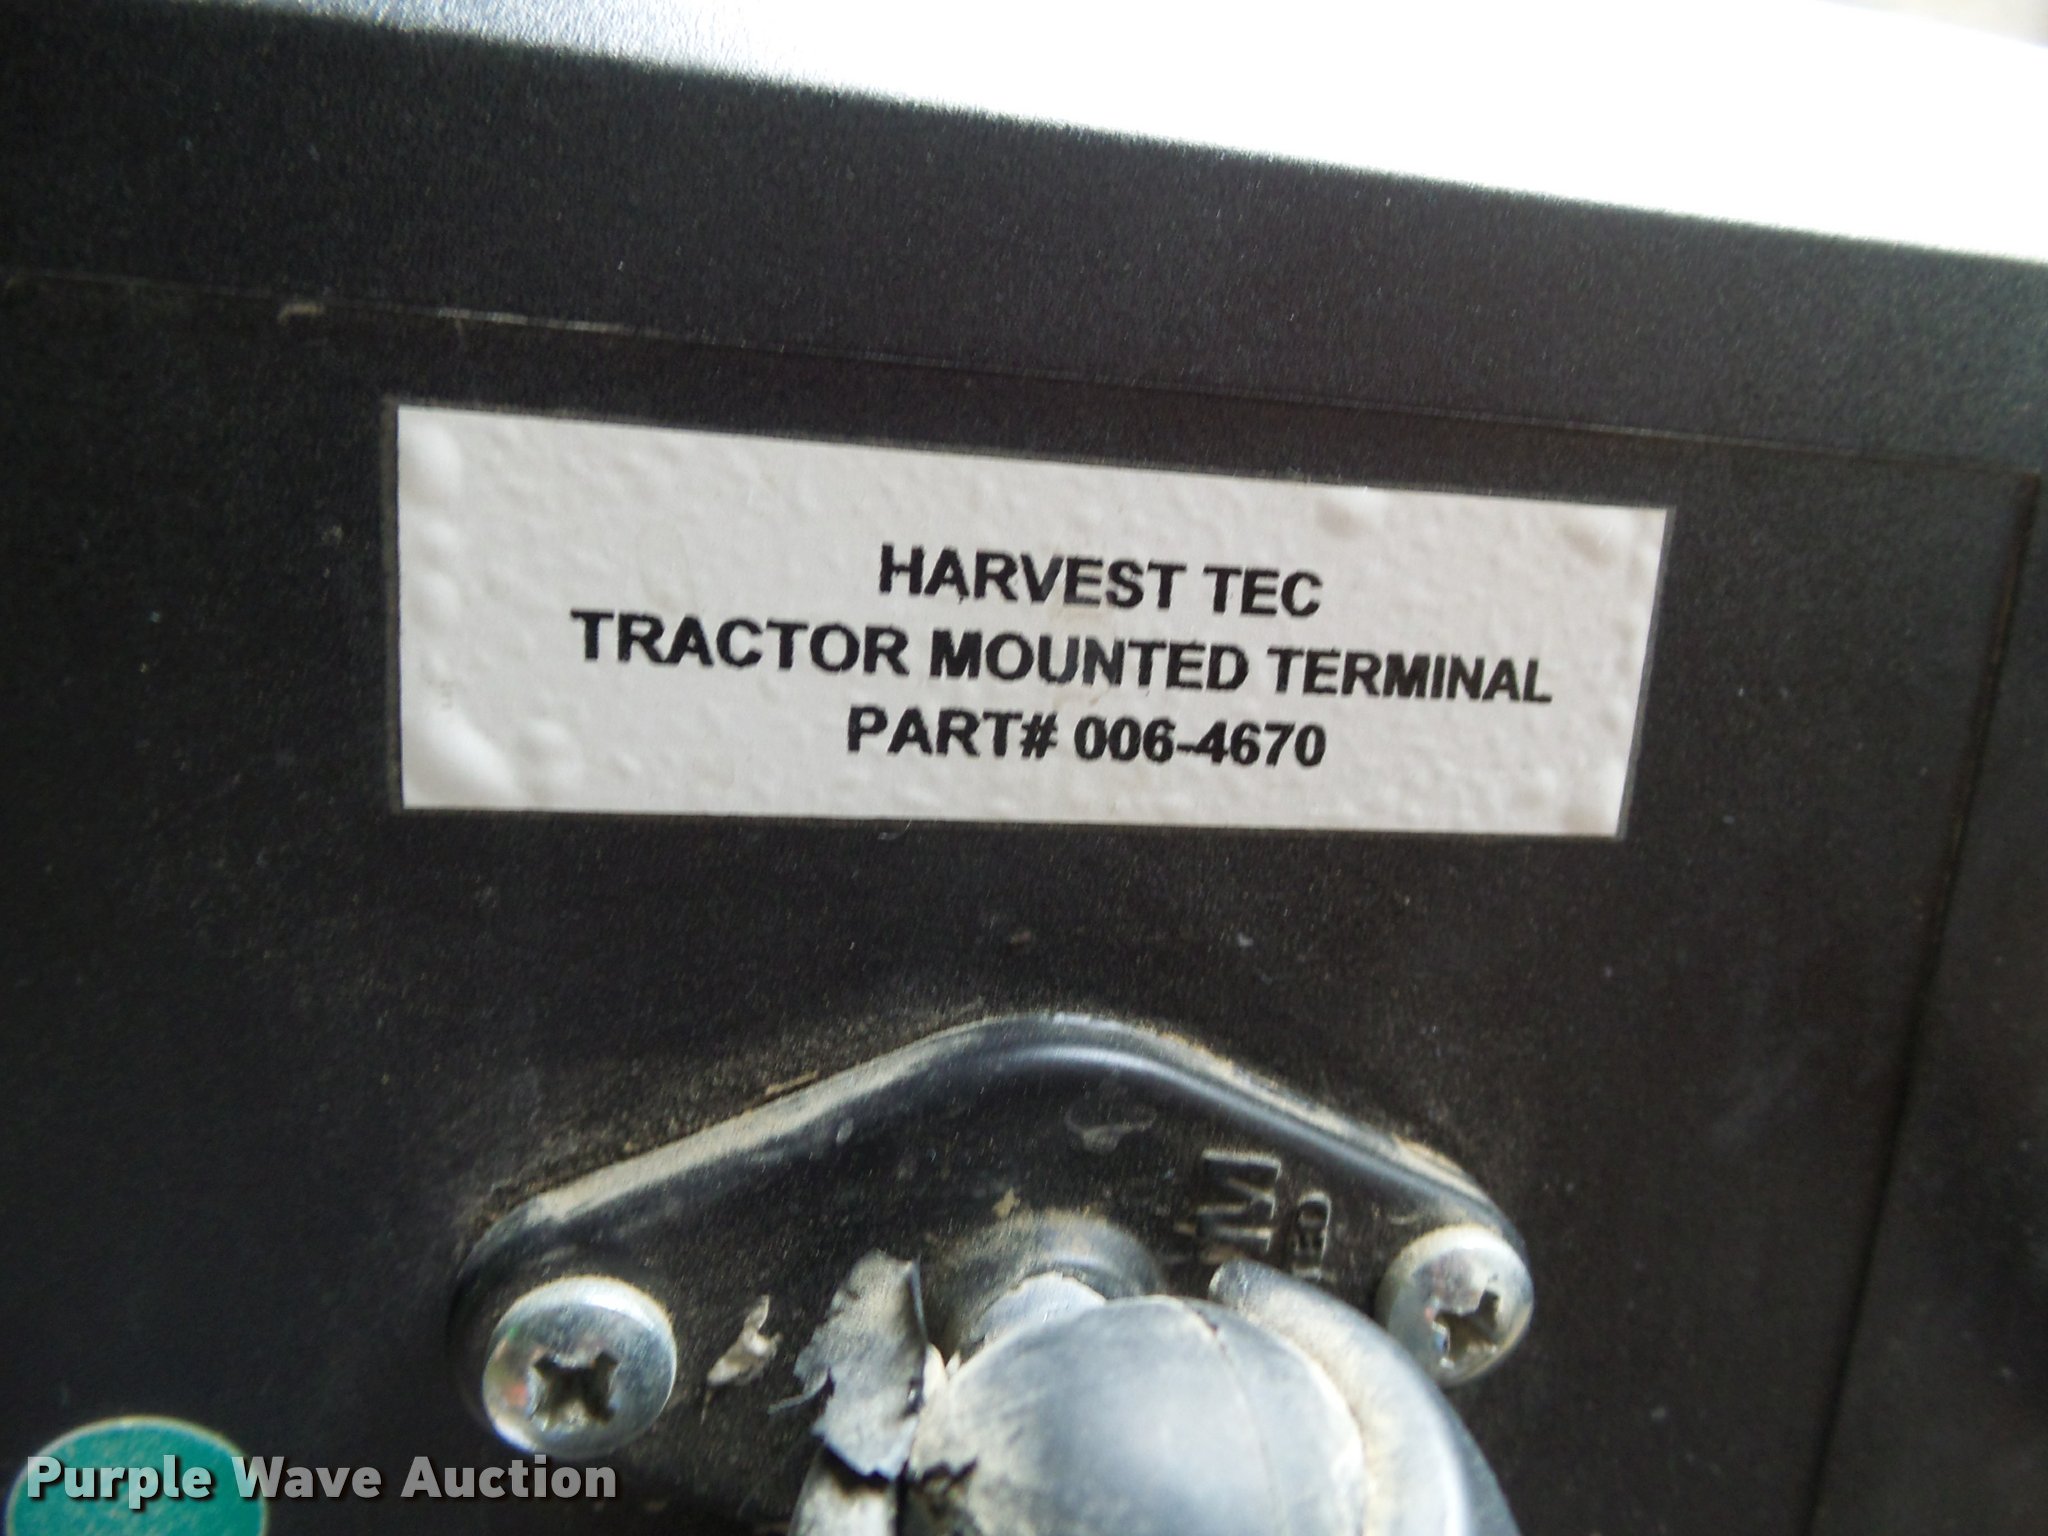 HARVEST TEC
TRACTOR MOUNTED TERMINAL
PART# 006-4670
Purple Wave Auction